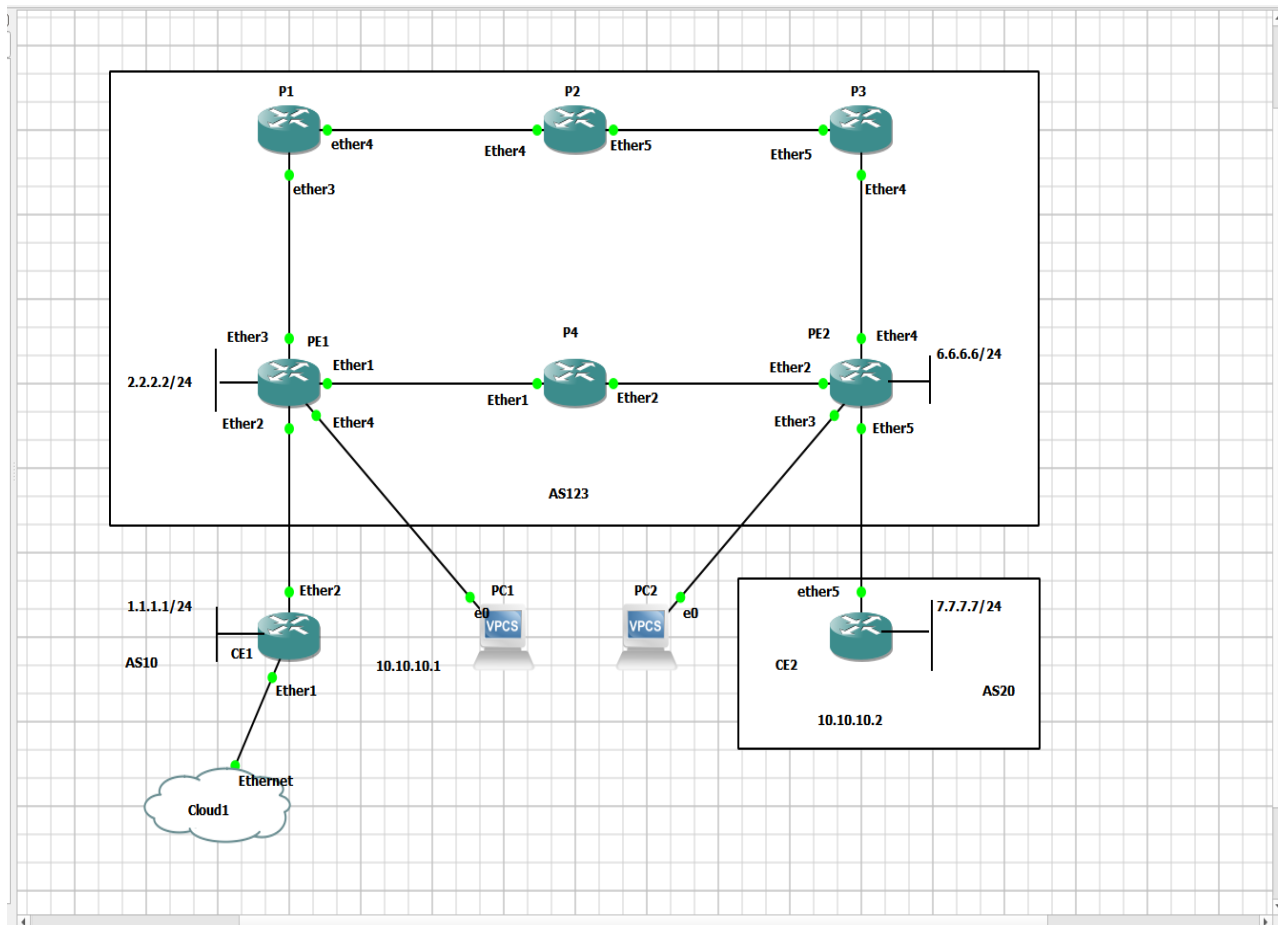 P1
P2
P3
ether4
Ether4
Ether5
Ether5
ether3
Ether4
Ether3
PE1
P4
PE2
Ether4
6.6.6.6/24
Ether1
Ether2
2.2.2.2/24
Ether1
Ether2
Ether2
Ether4
Ether3
Ether5
AS123
Ether2
PC1
PC2
ether5
1.1.1.1/24
7.7.7.7/24
e0
e0
VPCS
VPCS
CE1
AS10
10.10.10.1
CE2
Ether1
AS20
10.10.10.2
Ethernet
Cloud1